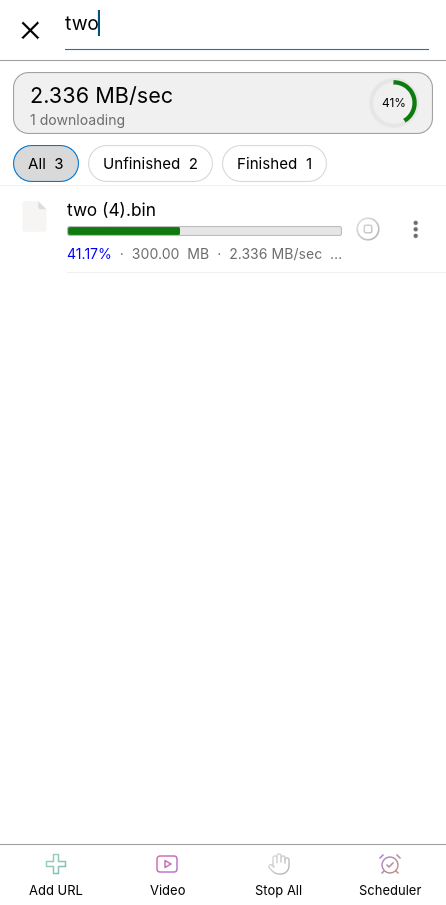 two
2.336 MB/sec
1 downloading
41%
All 3
Unfinished 2
Finished 1
two (4).bin
41.17% · 300.00 MB · 2.336 MB/sec ...
Add URL
Video
Stop All
Scheduler